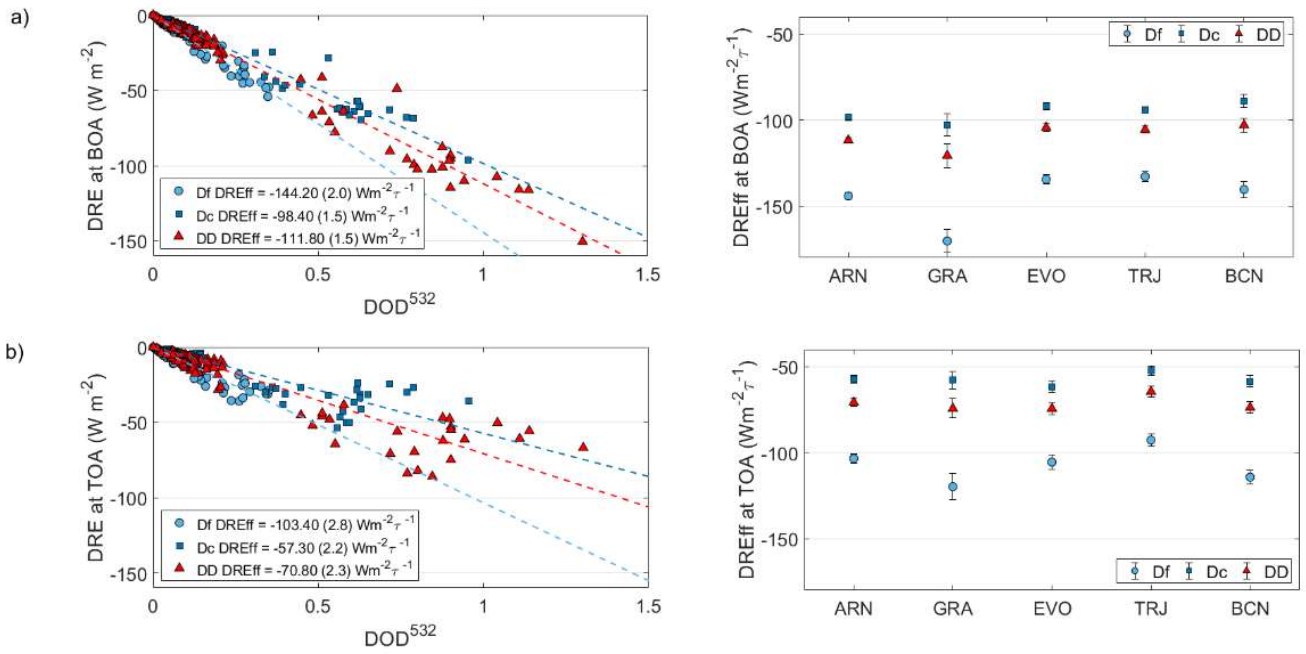 a)
DRE at BOA (W m⁻²)
0
-50
-100
-150
0
0.5
1
1.5
DOD⁵³²
Df DREff = -144.20 (2.0) Wm⁻²τ⁻¹
Dc DREff = -98.40 (1.5) Wm⁻²τ⁻¹
DD DREff = -111.80 (1.5) Wm⁻²τ⁻¹
DREff at BOA (Wm⁻²τ⁻¹)
-50
-100
-150
Df Dc DD
ARN GRA EVO TRJ BCN
b)
DRE at TOA (W m⁻²)
0
-50
-100
-150
0
0.5
1
1.5
DOD⁵³²
Df DREff = -103.40 (2.8) Wm⁻²τ⁻¹
Dc DREff = -57.30 (2.2) Wm⁻²τ⁻¹
DD DREff = -70.80 (2.3) Wm⁻²τ⁻¹
DREff at TOA (Wm⁻²τ⁻¹)
-50
-100
-150
Df Dc DD
ARN GRA EVO TRJ BCN